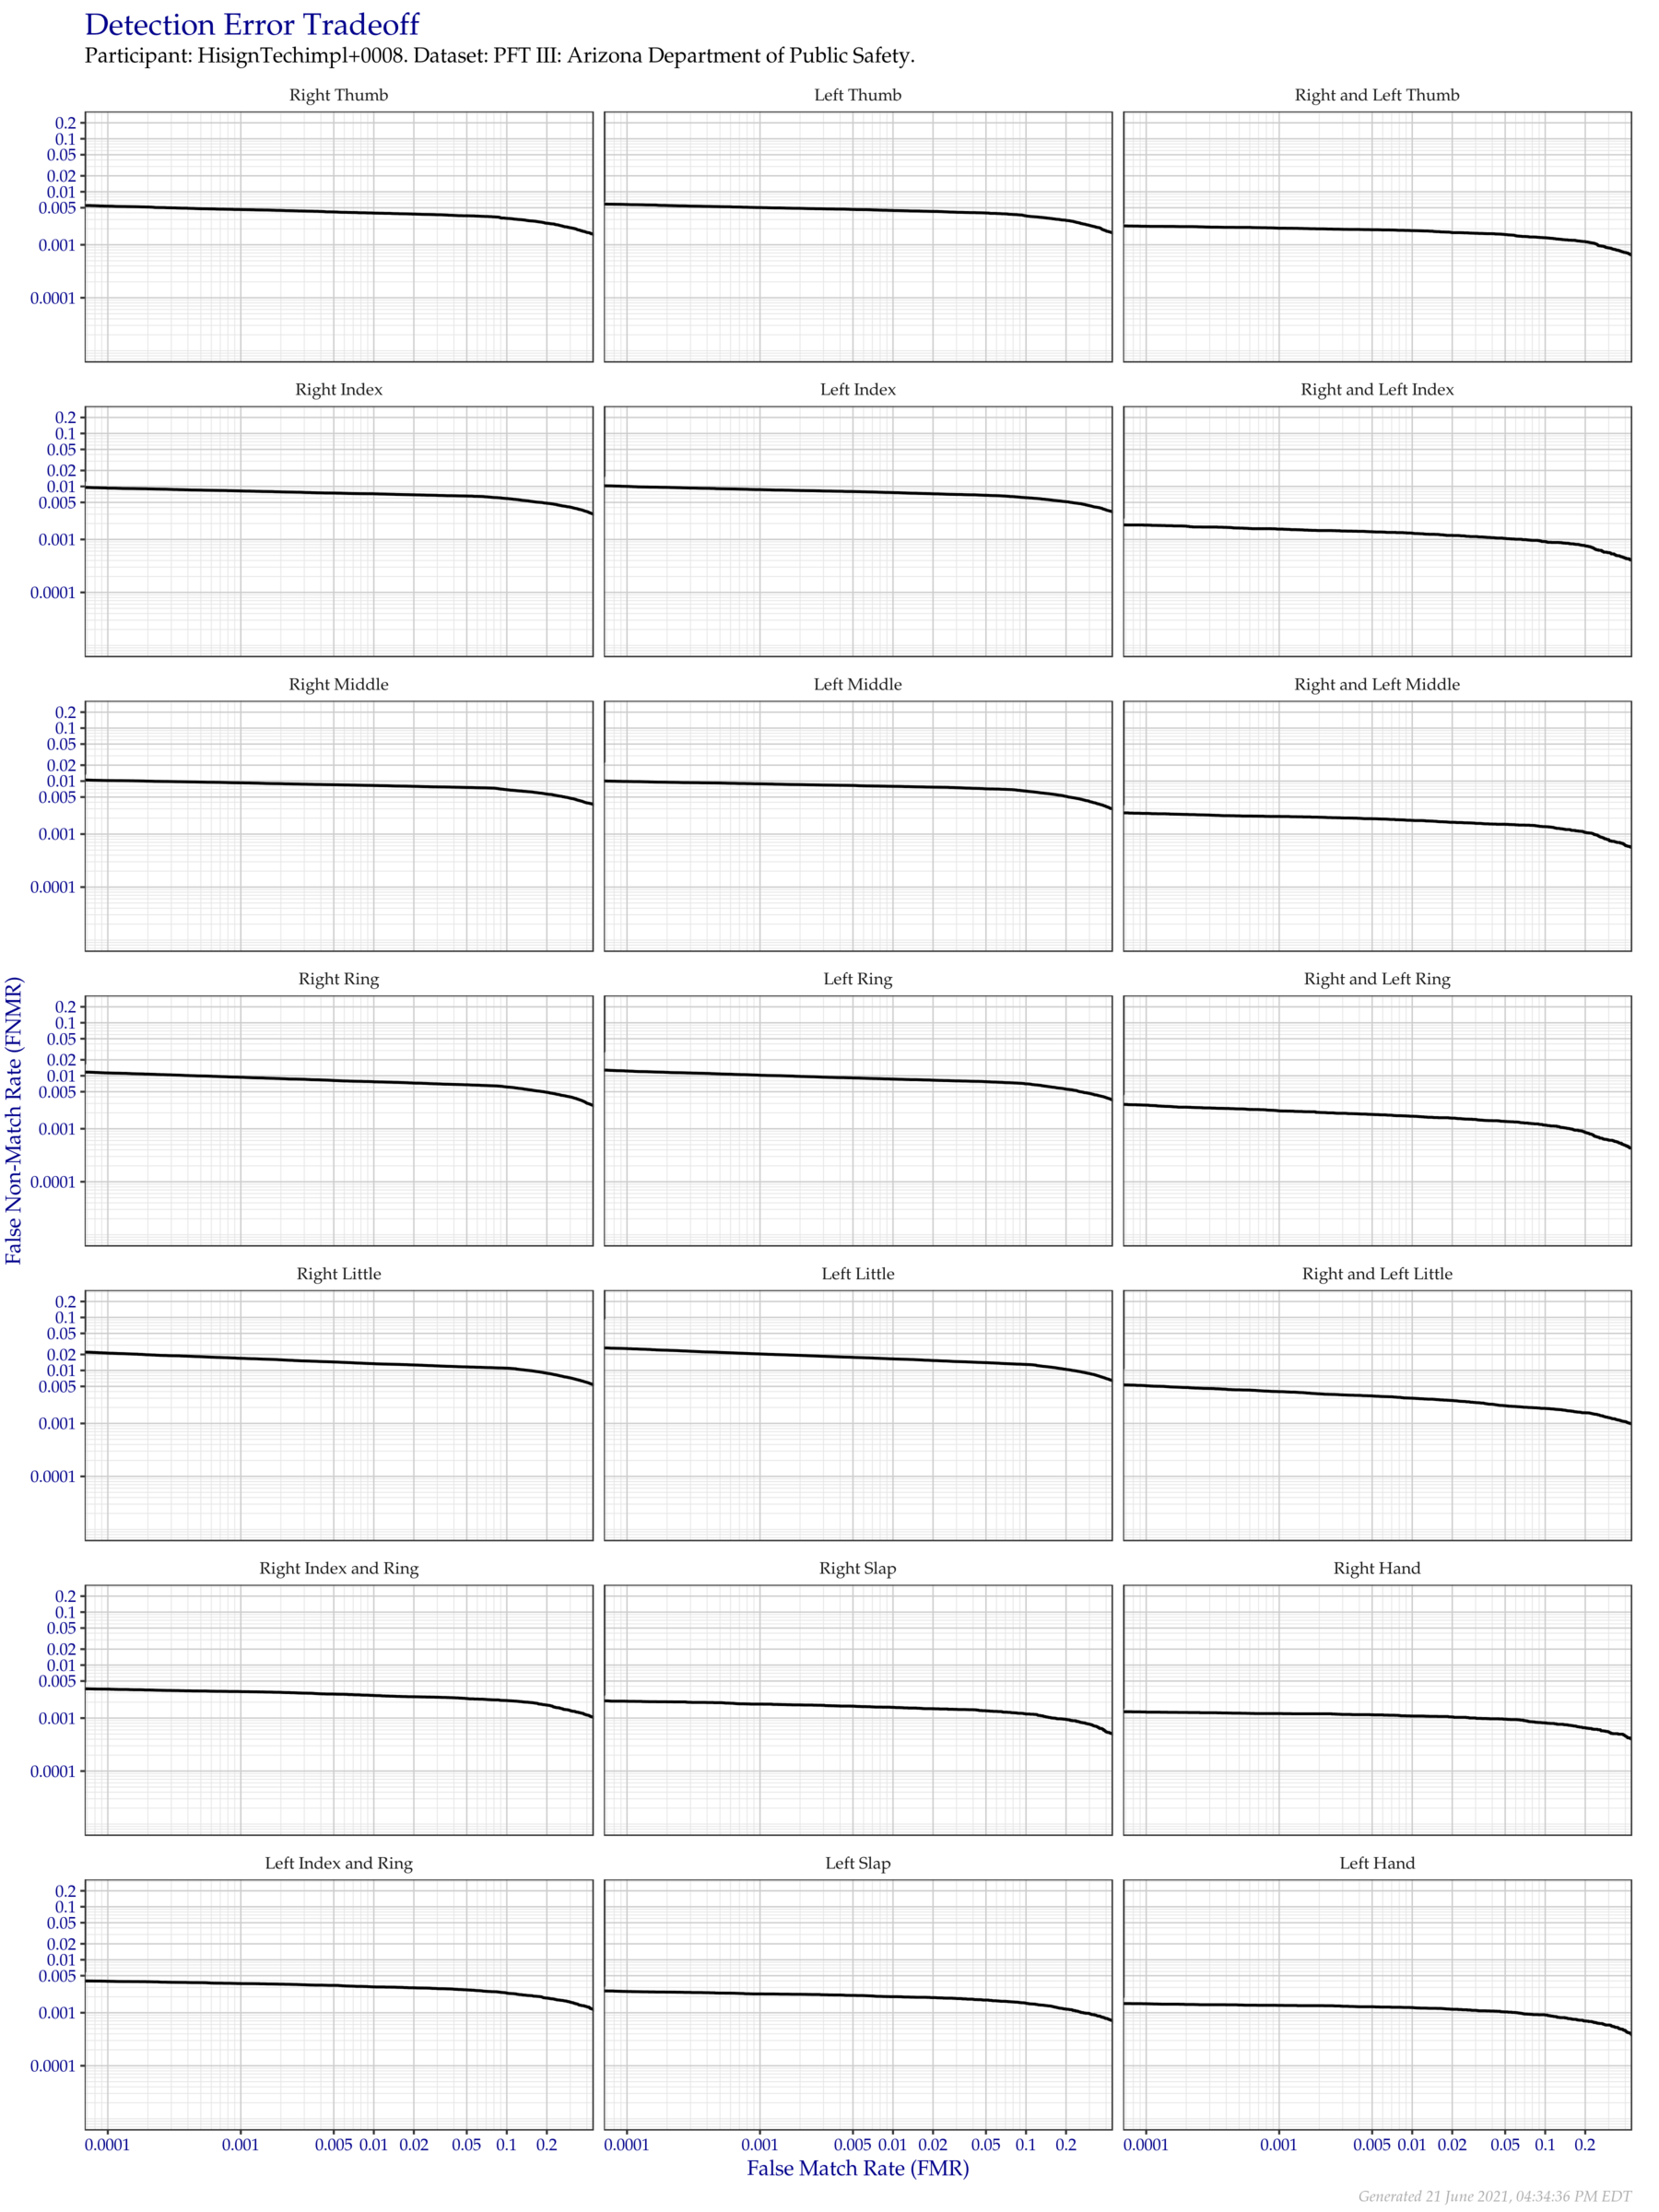 Detection Error Tradeoff
Participant: HisignTechimpl+0008. Dataset: PFT III: Arizona Department of Public Safety.
Right Thumb
Left Thumb
Right and Left Thumb
0.2
0.1
0.05
0.02
0.01
0.005
0.001
0.0001
Right Index
Left Index
Right and Left Index
0.2
0.1
0.05
0.02
0.01
0.005
0.001
0.0001
Right Middle
Left Middle
Right and Left Middle
0.2
0.1
0.05
0.02
0.01
0.005
0.001
0.0001
False Non-Match Rate (FNMR)
Right Ring
Left Ring
Right and Left Ring
0.2
0.1
0.05
0.02
0.01
0.005
0.001
0.0001
Right Little
Left Little
Right and Left Little
0.2
0.1
0.05
0.02
0.01
0.005
0.001
0.0001
Right Index and Ring
Right Slap
Right Hand
0.2
0.1
0.05
0.02
0.01
0.005
0.001
0.0001
Left Index and Ring
Left Slap
Left Hand
0.2
0.1
0.05
0.02
0.01
0.005
0.001
0.0001
0.0001 0.001 0.005 0.01 0.02 0.05 0.1 0.2
0.0001 0.001 0.005 0.01 0.02 0.05 0.1 0.2
0.0001 0.001 0.005 0.01 0.02 0.05 0.1 0.2
False Match Rate (FMR)
Generated 21 June 2021, 04:34:36 PM EDT